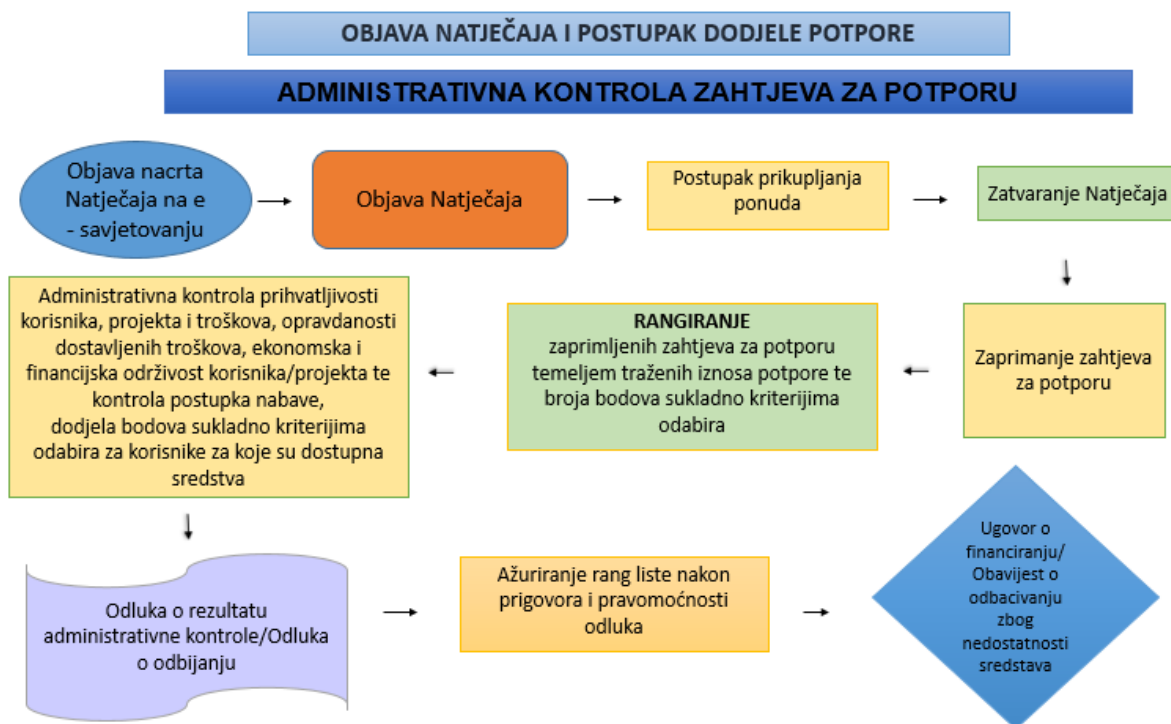 OBJAVA NATJEČAJA I POSTUPAK DODJELE POTPORE
ADMINISTRATIVNA KONTROLA ZAHTJEVA ZA POTPORU
Objava nacrta
Natječaja na e
- savjetovanju
Objava Natječaja
Postupak prikupljanja
ponuda
Zatvaranje Natječaja
Zaprimanje zahtjeva
za potporu
RANGIRANJE
zaprimljenih zahtjeva za potporu
temeljem traženih iznosa potpore te
broja bodova sukladno kriterijima
odabira
Administrativna kontrola prihvatljivosti
korisnika, projekta i troškova, opravdanosti
dostavljenih troškova, ekonomska i
financijska održivost korisnika/projekta te
kontrola postupka nabave,
dodjela bodova sukladno kriterijima
odabira za korisnike za koje su dostupna
sredstva
Odluka o rezultatu
administrativne kontrole/Odluka
o odbijanju
Ažuriranje rang liste nakon
prigovora i pravomoćnosti
odluka
Ugovor o
financiranju/
Obavijest o
odbacivanju
zbog
nedostatnosti
sredstava